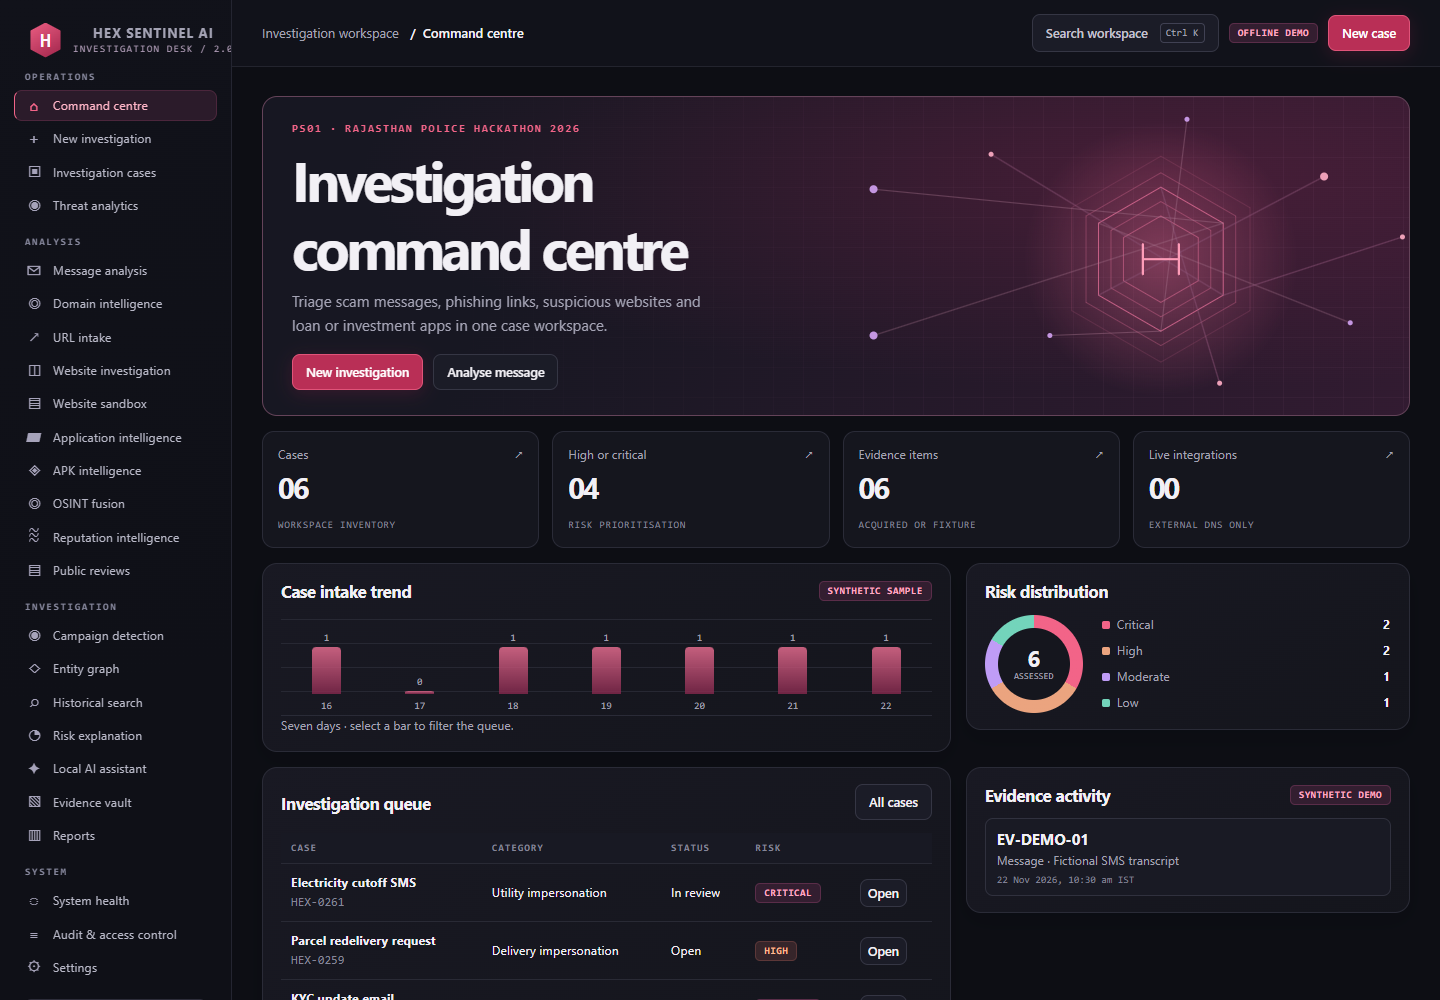 H
HEX SENTINEL AI
INVESTIGATION DESK / 2.0
OPERATIONS
Command centre
New investigation
Investigation cases
Threat analytics
ANALYSIS
Message analysis
Domain intelligence
URL intake
Website investigation
Website sandbox
Application intelligence
APK intelligence
OSINT fusion
Reputation intelligence
Public reviews
INVESTIGATION
Campaign detection
Entity graph
Historical search
Risk explanation
Local AI assistant
Evidence vault
Reports
SYSTEM
System health
Audit & access control
Settings
Investigation workspace / Command centre
Search workspace Ctrl K
OFFLINE DEMO
New case
PS01 · RAJASTHAN POLICE HACKATHON 2026
Investigation
command centre
Triage scam messages, phishing links, suspicious websites and
loan or investment apps in one case workspace.
New investigation
Analyse message
H
Cases
06
WORKSPACE INVENTORY
High or critical
04
RISK PRIORITISATION
Evidence items
06
ACQUIRED OR FIXTURE
Live integrations
00
EXTERNAL DNS ONLY
Case intake trend
SYNTHETIC SAMPLE
1 0 1 1 1 1 1
16 17 18 19 20 21 22
Seven days · select a bar to filter the queue.
Risk distribution
6
ASSESSED
Critical 2
High 2
Moderate 1
Low 1
Investigation queue
All cases
CASE CATEGORY STATUS RISK
Electricity cutoff SMS
HEX-0261
Utility impersonation
In review
CRITICAL
Open
Parcel redelivery request
HEX-0259
Delivery impersonation
Open
HIGH
Open
KYC update email
Evidence activity
SYNTHETIC DEMO
EV-DEMO-01
Message · Fictional SMS transcript
22 Nov 2026, 10:30 am IST